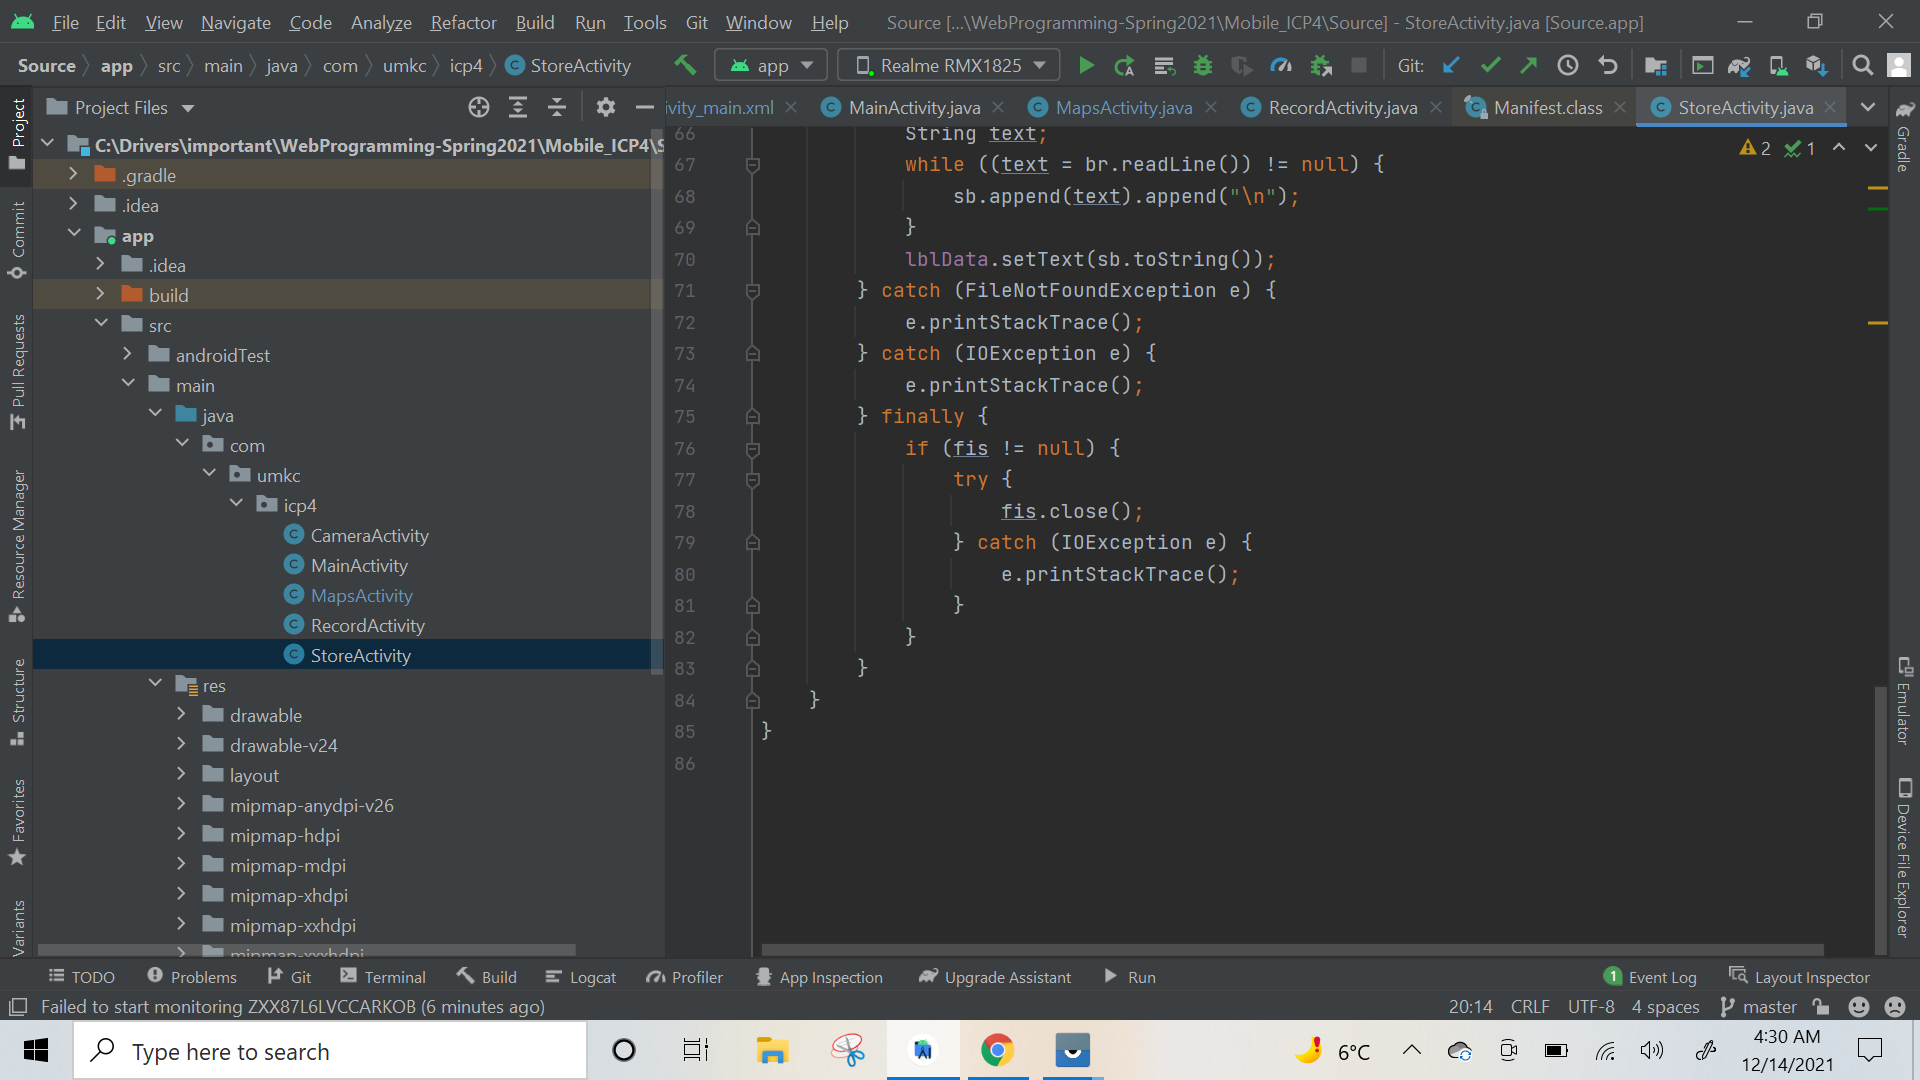 File Edit View Navigate Code Analyze Refactor Build Run Tools Git Window Help Source [...\WebProgramming-Spring2021\Mobile_ICP4\Source] - StoreActivity.java [Source.app]
Source app src main java com umkc icp4 StoreActivity app Realme RMX1825 Git:
Project Files
ivity_main.xml MainActivity.java MapsActivity.java RecordActivity.java Manifest.class StoreActivity.java
Project
Commit
Pull Requests
Resource Manager
Structure
Favorites
Variants
C:\Drivers\important\WebProgramming-Spring2021\Mobile_ICP4\S
.gradle
.idea
app
.idea
build
src
androidTest
main
java
com
umkc
icp4
CameraActivity
MainActivity
MapsActivity
RecordActivity
StoreActivity
res
drawable
drawable-v24
layout
mipmap-anydpi-v26
mipmap-hdpi
mipmap-mdpi
mipmap-xhdpi
mipmap-xxhdpi
mipmap-xxxhdpi
66 String text;
67 while ((text = br.readLine()) != null) {
68 sb.append(text).append("\n");
69 }
70 lblData.setText(sb.toString());
71 } catch (FileNotFoundException e) {
72 e.printStackTrace();
73 } catch (IOException e) {
74 e.printStackTrace();
75 } finally {
76 if (fis != null) {
77 try {
78 fis.close();
79 } catch (IOException e) {
80 e.printStackTrace();
81 }
82 }
83 }
84 }
85 }
86
2 1
Gradle
Emulator
Device File Explorer
TODO Problems Git Terminal Build Logcat Profiler App Inspection Upgrade Assistant Run 1 Event Log Layout Inspector
Failed to start monitoring ZXX87L6LVCCARKOB (6 minutes ago) 20:14 CRLF UTF-8 4 spaces master
Type here to search
6°C
4:30 AM
12/14/2021